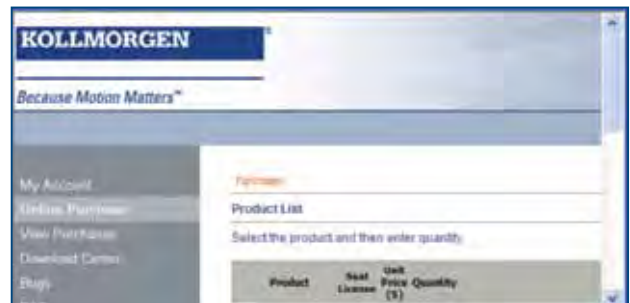 KOLLMORGEN
Because Motion Matters™
My Account
Online Purchase
View Purchases
Download Center
Bugs
Purchase
Product List
Select the product and then enter quantity.
Product Seat License Unit Price ($) Quantity